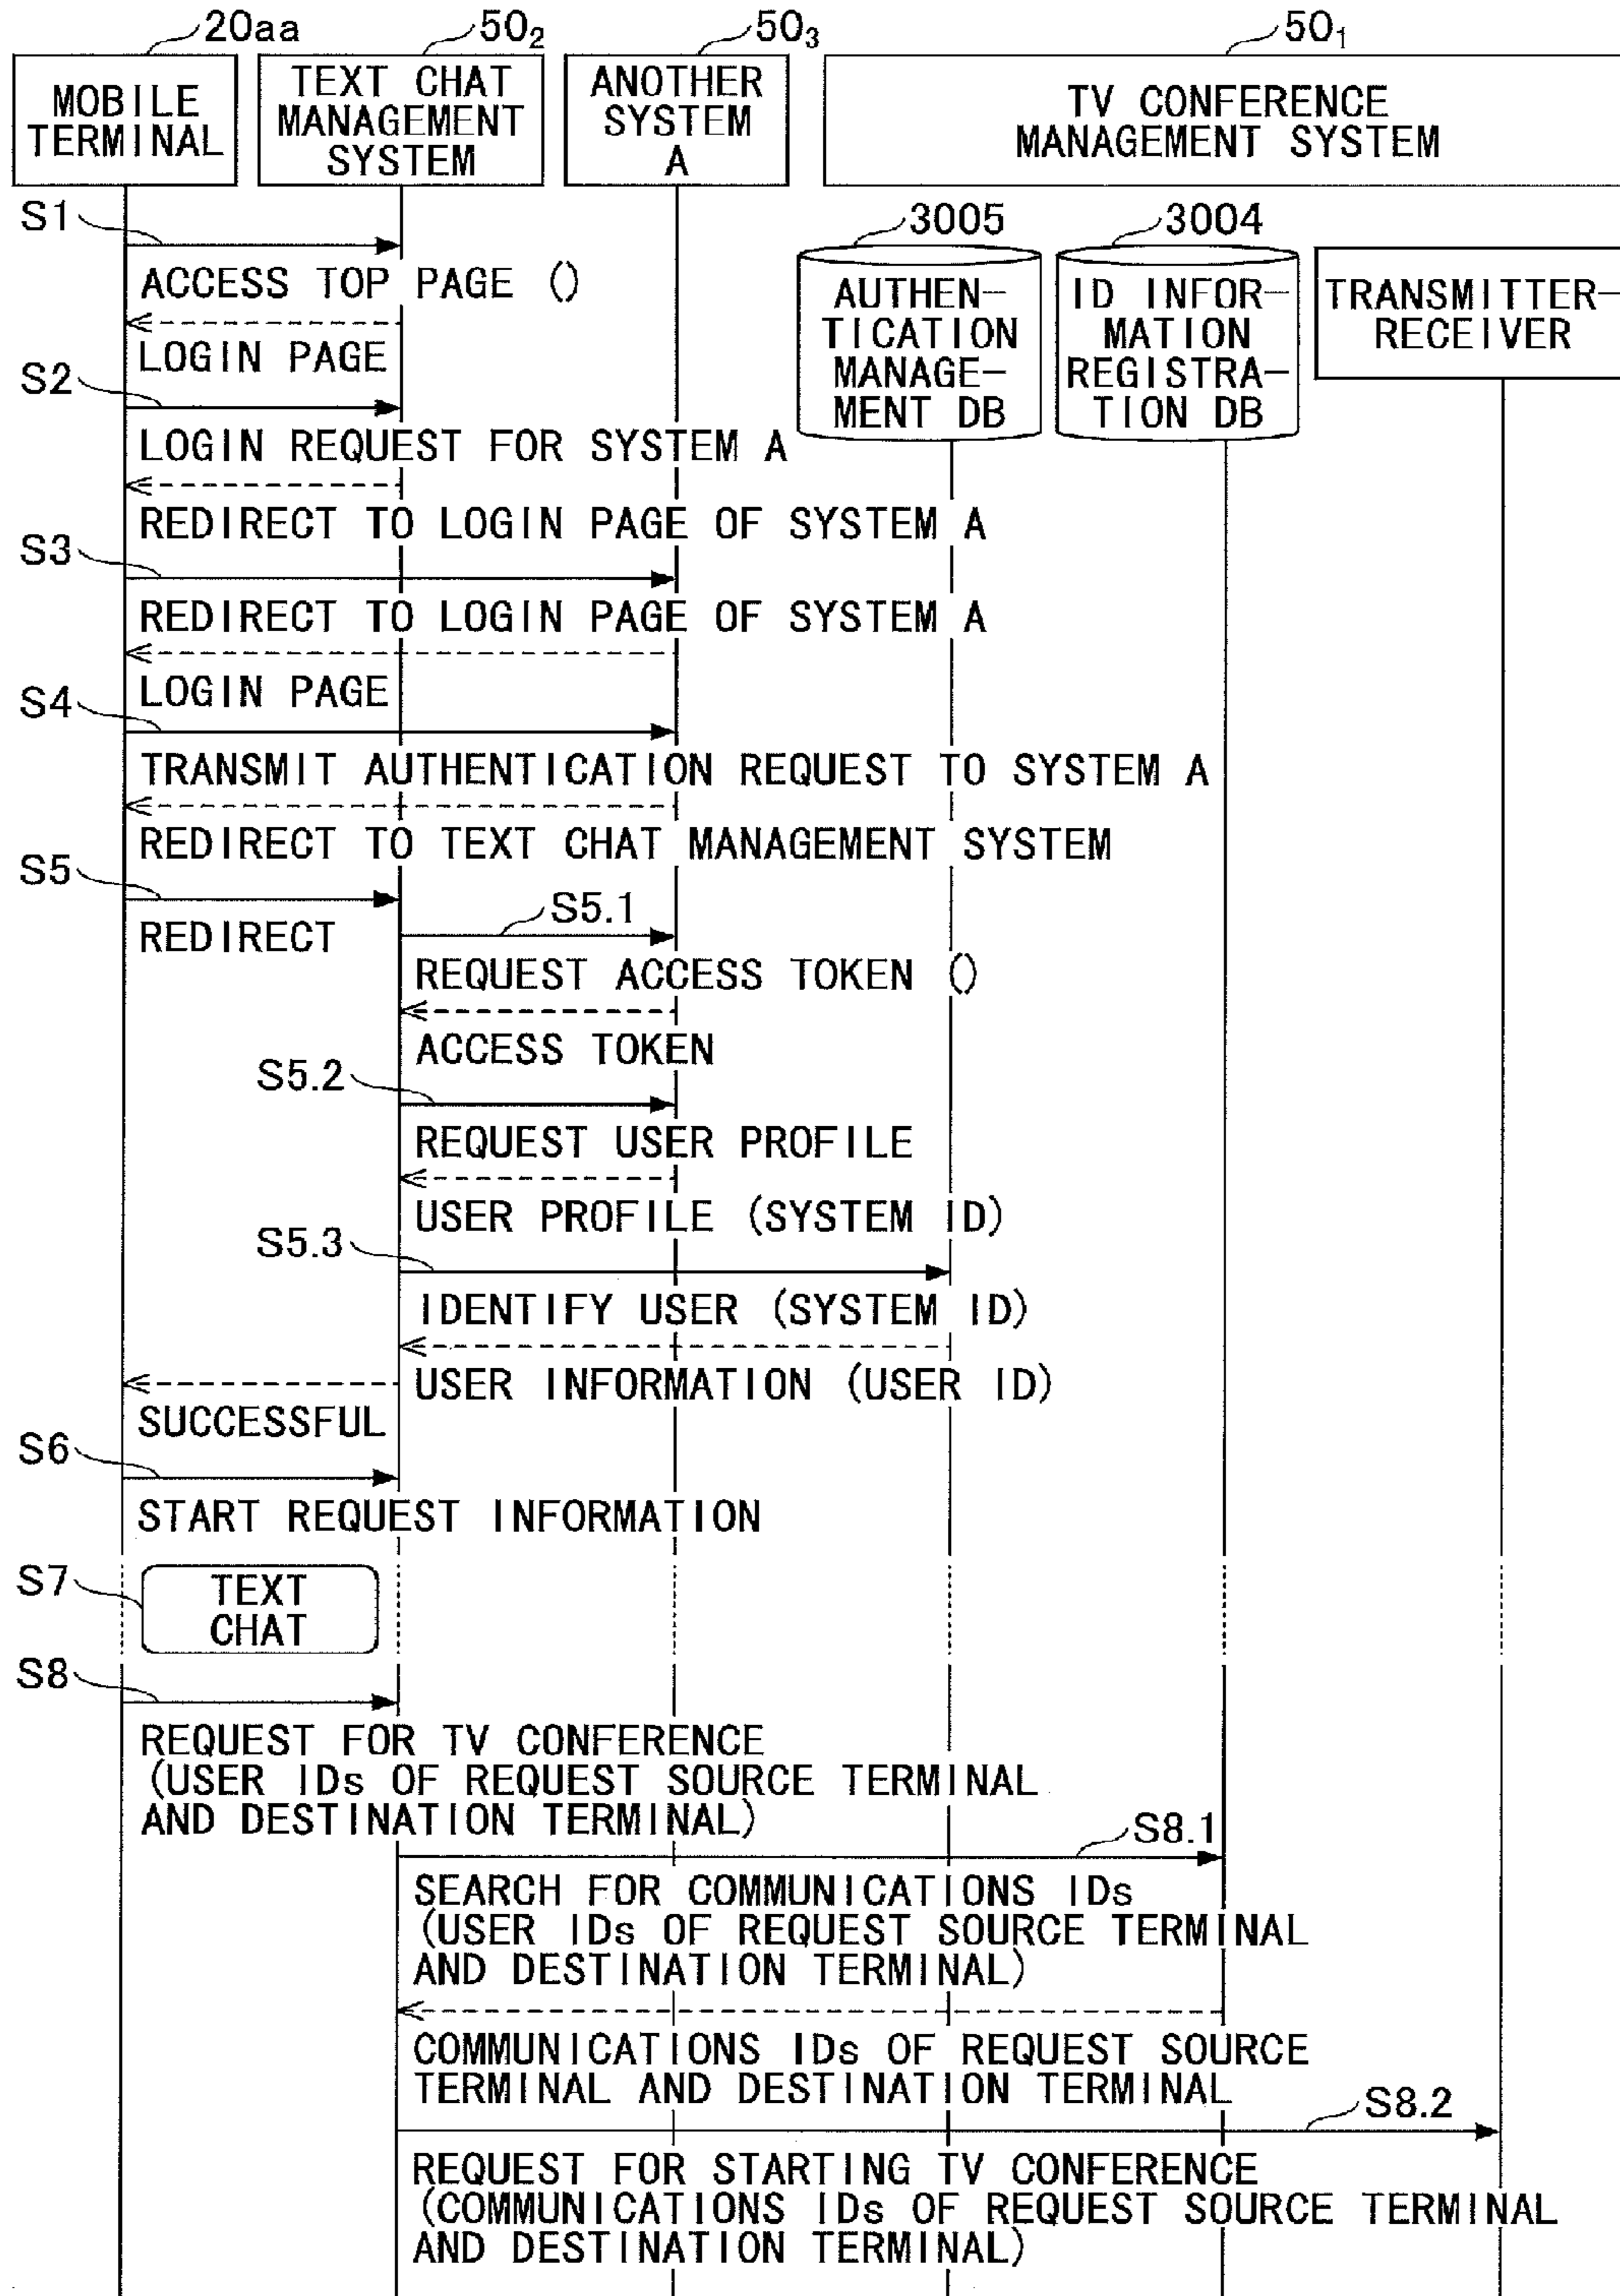 20aa
50₂
50₃
50₁
MOBILE
TERMINAL
TEXT CHAT
MANAGEMENT
SYSTEM
ANOTHER
SYSTEM
A
TV CONFERENCE
MANAGEMENT SYSTEM
3005
3004
AUTHEN-
TICATION
MANAGE-
MENT DB
ID INFOR-
MATION
REGISTRA-
TION DB
TRANSMITTER-
RECEIVER
S1
ACCESS TOP PAGE ()
LOGIN PAGE
S2
LOGIN REQUEST FOR SYSTEM A
REDIRECT TO LOGIN PAGE OF SYSTEM A
S3
REDIRECT TO LOGIN PAGE OF SYSTEM A
LOGIN PAGE
S4
TRANSMIT AUTHENTICATION REQUEST TO SYSTEM A
REDIRECT TO TEXT CHAT MANAGEMENT SYSTEM
S5
REDIRECT
S5.1
REQUEST ACCESS TOKEN ()
ACCESS TOKEN
S5.2
REQUEST USER PROFILE
USER PROFILE (SYSTEM ID)
S5.3
IDENTIFY USER (SYSTEM ID)
USER INFORMATION (USER ID)
SUCCESSFUL
S6
START REQUEST INFORMATION
S7
TEXT
CHAT
S8
REQUEST FOR TV CONFERENCE
(USER IDs OF REQUEST SOURCE TERMINAL
AND DESTINATION TERMINAL)
S8.1
SEARCH FOR COMMUNICATIONS IDs
(USER IDs OF REQUEST SOURCE TERMINAL
AND DESTINATION TERMINAL)
COMMUNICATIONS IDs OF REQUEST SOURCE
TERMINAL AND DESTINATION TERMINAL
S8.2
REQUEST FOR STARTING TV CONFERENCE
(COMMUNICATIONS IDs OF REQUEST SOURCE TERMINAL
AND DESTINATION TERMINAL)